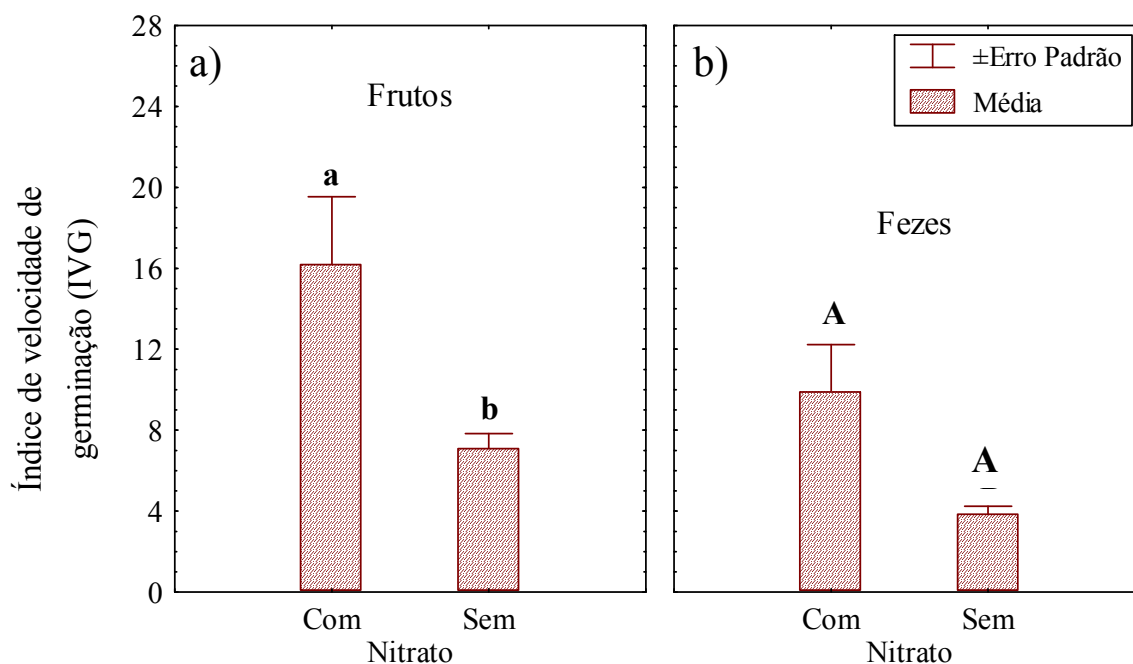 Índice de velocidade de
germinação (IVG)
28
24
20
16
12
8
4
0
a)
Frutos
a
b
Com
Sem
Nitrato
b)
±Erro Padrão
Média
Fezes
A
A
Com
Sem
Nitrato